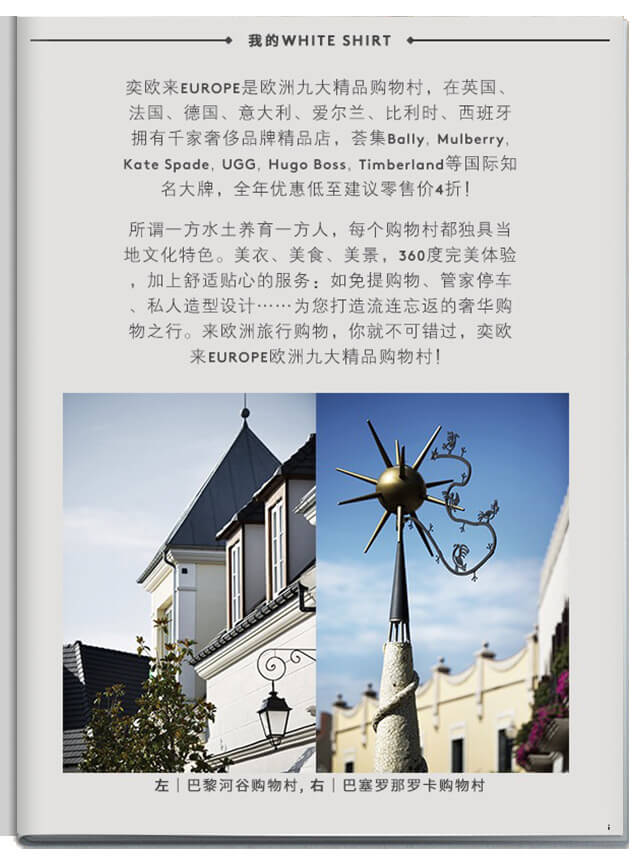 我的WHITE SHIRT
奕欧来EUROPE是欧洲九大精品购物村，在英国、
法国、德国、意大利、爱尔兰、比利时、西班牙
拥有千家奢侈品牌精品店，荟集Bally, Mulberry,
Kate Spade, UGG, Hugo Boss, Timberland等国际知
名大牌，全年优惠低至建议零售价4折！
所谓一方水土养育一方人，每个购物村都独具当
地文化特色。美衣、美食、美景，360度完美体验
，加上舒适贴心的服务：如免提购物、管家停车
、私人造型设计……为您打造流连忘返的奢华购
物之行。来欧洲旅行购物，你就不可错过，奕欧
来EUROPE欧洲九大精品购物村！
左｜巴黎河谷购物村, 右｜巴塞罗那罗卡购物村